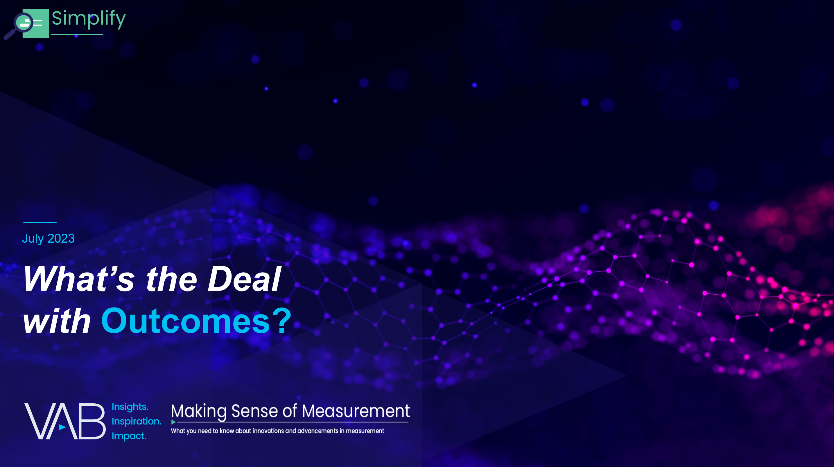 Simplify
July 2023
What's the Deal
with Outcomes?
VAB
Insights.
Inspiration.
Impact.
Making Sense of Measurement
What you need to know about innovations and advancements in measurement